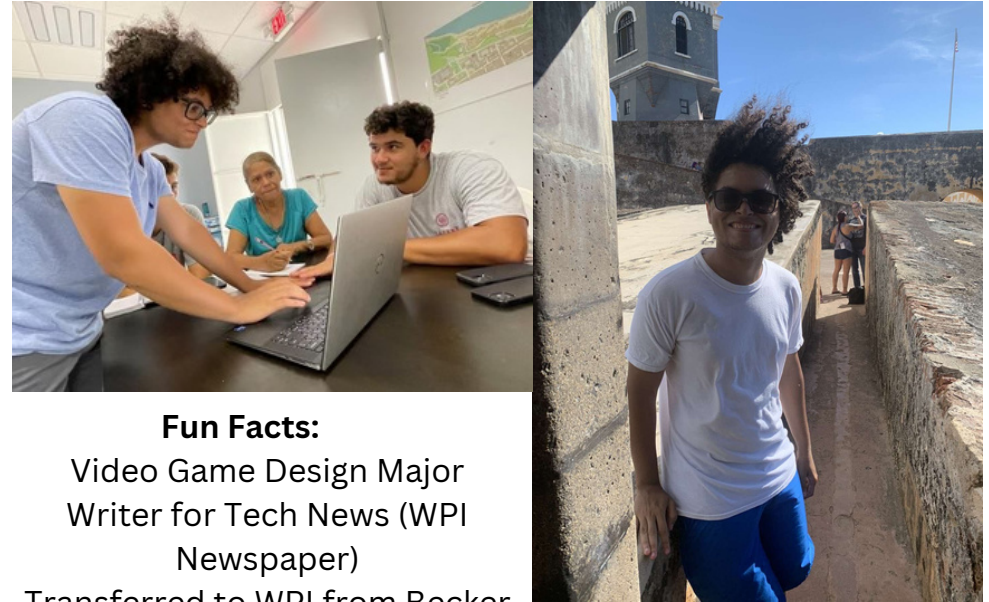 Fun Facts:
Video Game Design Major
Writer for Tech News (WPI
Newspaper)
Transferred to WPI from Becker